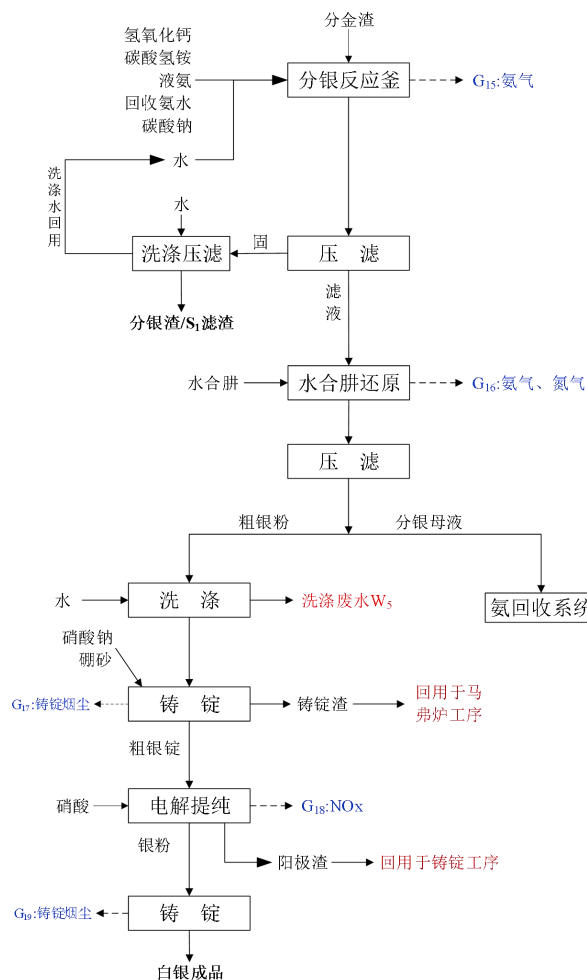 分金渣
氢氧化钙
碳酸氢铵
液氨
回收氨水
碳酸钠
分银反应釜
G15:氨气
水
洗涤水回用
水
洗涤压滤
固
压 滤
分银渣/S1滤渣
滤液
水合肼
水合肼还原
G16:氨气、氮气
压 滤
粗银粉
分银母液
水
洗 涤
洗涤废水W5
氨回收系统
硝酸钠
硼砂
G17:铸锭烟尘
铸 锭
铸锭渣
回用于马
弗炉工序
粗银锭
硝酸
电解提纯
G18:NOx
银粉
阳极渣
回用于铸锭工序
G19:铸锭烟尘
铸 锭
白银成品